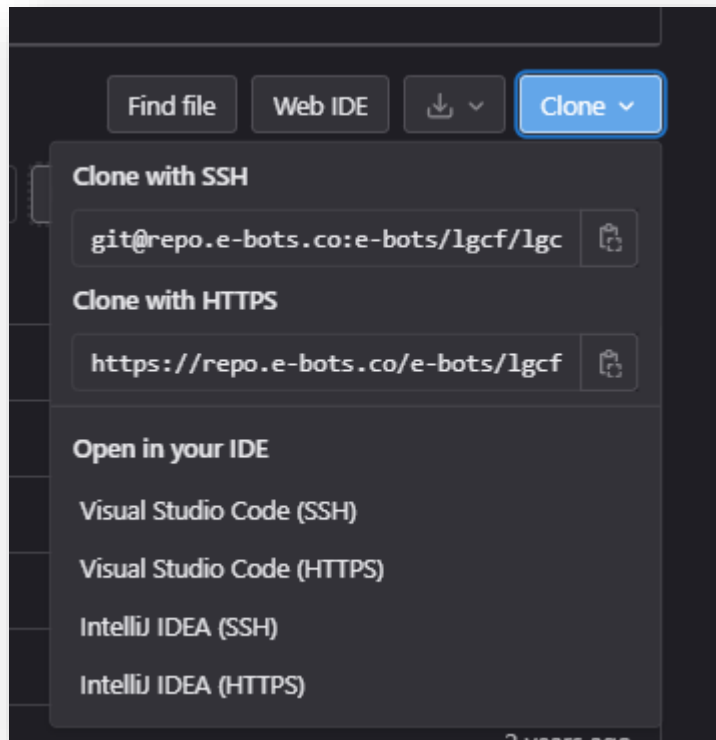 Find file
Web IDE
Clone
Clone with SSH
git@repo.e-bots.co:e-bots/lgcf/lgc
Clone with HTTPS
https://repo.e-bots.co/e-bots/lgcf
Open in your IDE
Visual Studio Code (SSH)
Visual Studio Code (HTTPS)
IntelliJ IDEA (SSH)
IntelliJ IDEA (HTTPS)
years ago